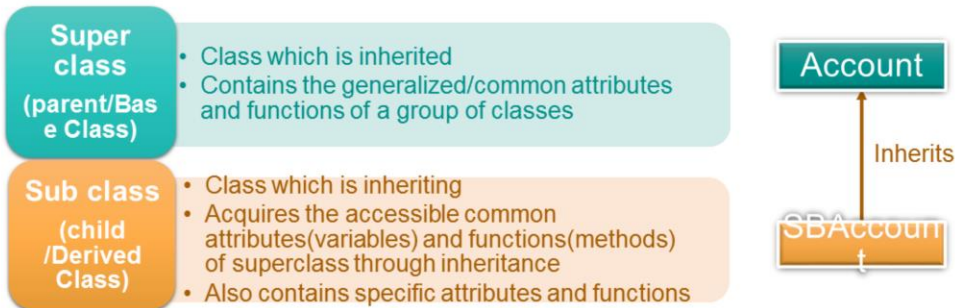 Super
class
(parent/Bas
e Class)
• Class which is inherited
• Contains the generalized/common attributes
and functions of a group of classes
Account
Inherits
Sub class
(child
/Derived
Class)
• Class which is inheriting
• Acquires the accessible common
attributes(variables) and functions(methods)
of superclass through inheritance
• Also contains specific attributes and functions
SBAccoun
t